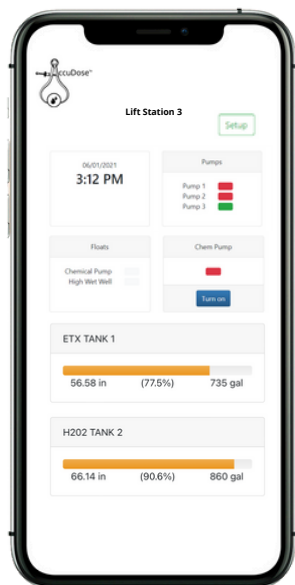 ccuDose™
Lift Station 3
Setup
06/01/2021
3:12 PM
Pumps
Pump 1
Pump 2
Pump 3
Floats
Chemical Pump
High Wet Well
Chem Pump
Turn on
ETX TANK 1
56.58 in (77.5%) 735 gal
H202 TANK 2
66.14 in (90.6%) 860 gal